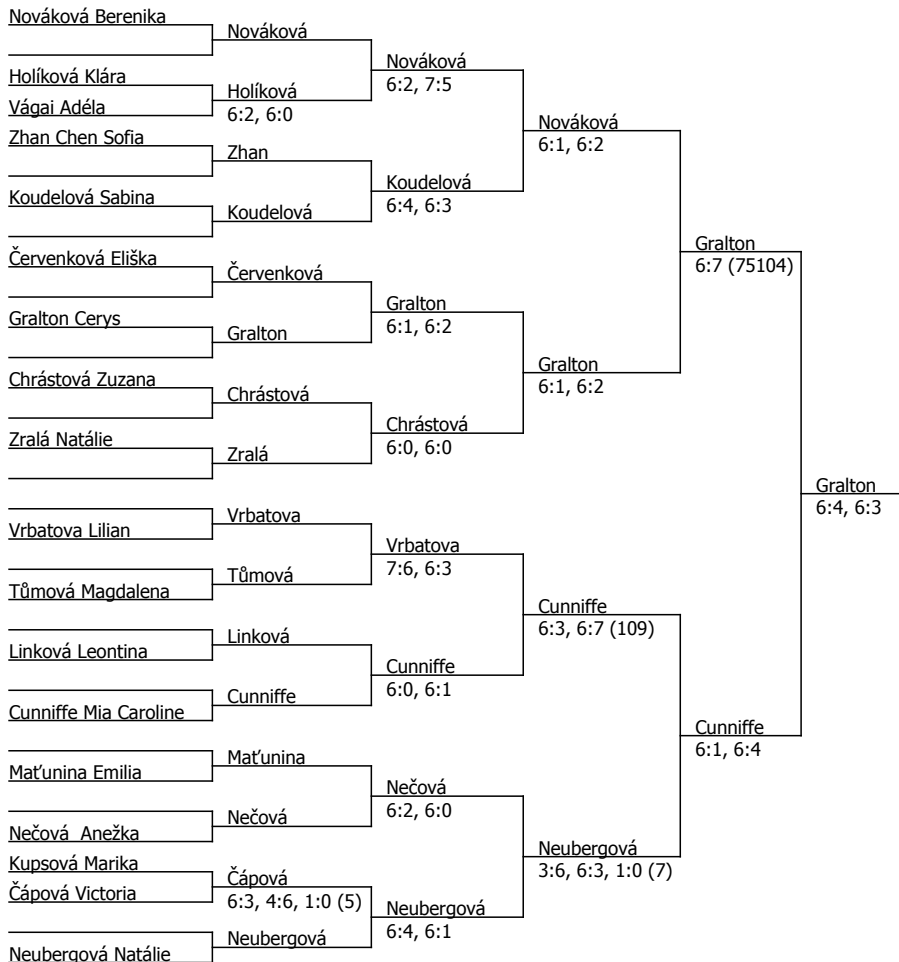 Nováková Berenika
Holíková Klára
Vágai Adéla
Zhan Chen Sofia
Koudelová Sabina
Červenková Eliška
Gralton Cerys
Chrástová Zuzana
Zralá Natálie
Vrbatova Lilian
Tůmová Magdalena
Linková Leontina
Cunniffe Mia Caroline
Maťunina Emilia
Nečová  Anežka
Kupsová Marika
Čápová Victoria
Neubergová Natálie
Nováková
Holíková
6:2, 6:0
Zhan
Koudelová
Červenková
Gralton
Chrástová
Zralá
Vrbatova
Tůmová
Linková
Cunniffe
Maťunina
Nečová
Čápová
6:3, 4:6, 1:0 (5)
Neubergová
Nováková
6:2, 7:5
Koudelová
6:4, 6:3
Gralton
6:1, 6:2
Chrástová
6:0, 6:0
Vrbatova
7:6, 6:3
Cunniffe
6:0, 6:1
Nečová
6:2, 6:0
Neubergová
6:4, 6:1
Nováková
6:1, 6:2
Gralton
6:1, 6:2
Cunniffe
6:3, 6:7 (109)
Neubergová
3:6, 6:3, 1:0 (7)
Gralton
6:7 (75104)
Cunniffe
6:1, 6:4
Gralton
6:4, 6:3